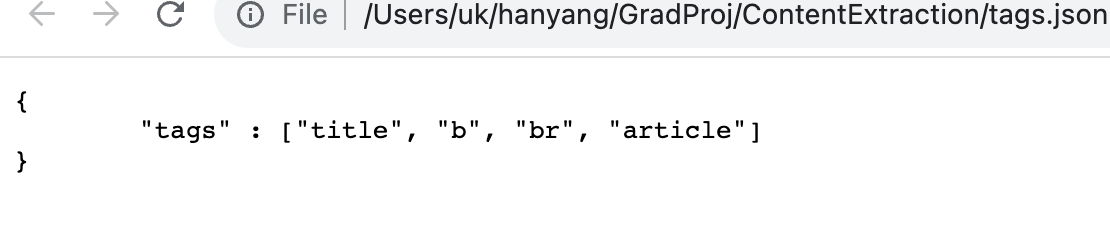 File /Users/uk/hanyang/GradProj/ContentExtraction/tags.json
{
"tags" : ["title", "b", "br", "article"]
}